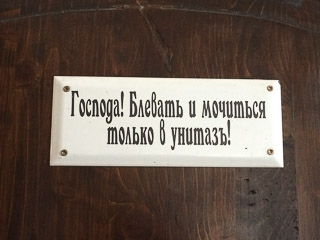 Господа! Блевать и мочиться
только в унитазъ!